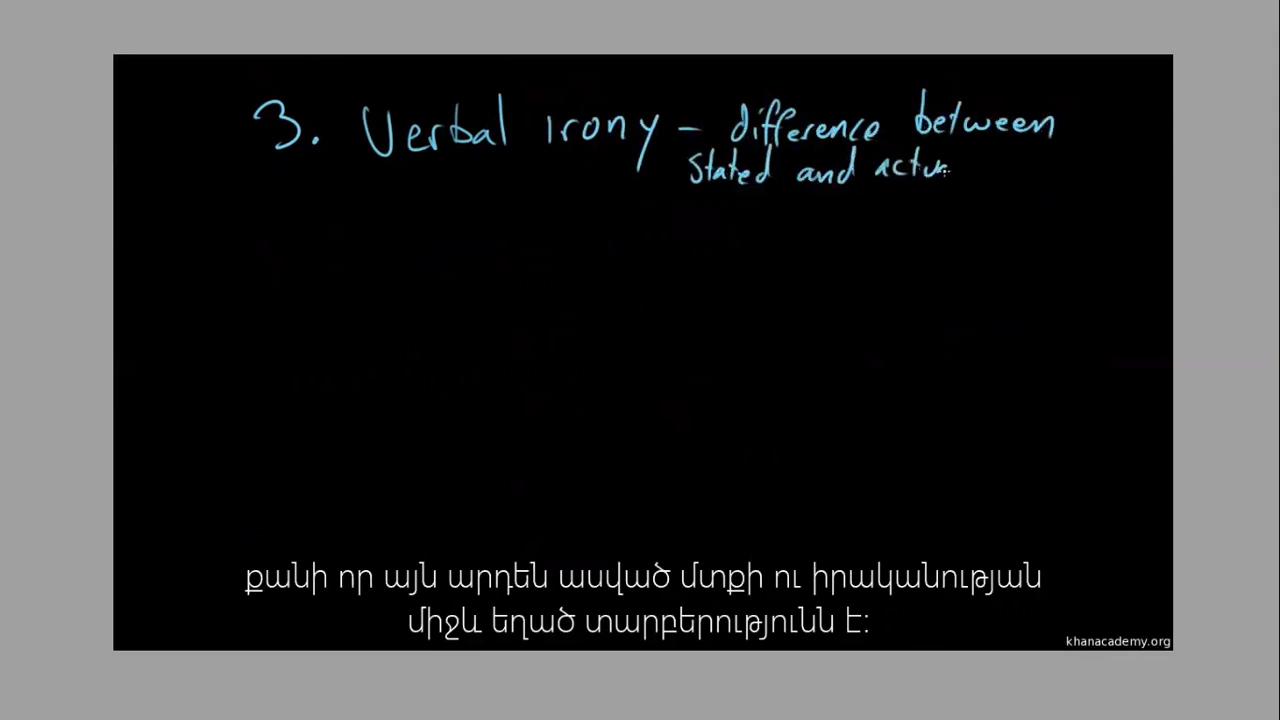 3. Verbal irony - difference between
stated and actua
քանի որ այն արդեն ասված մտքի ու իրականության
միջև եղած տարբերությունն է:
khanacademy.org